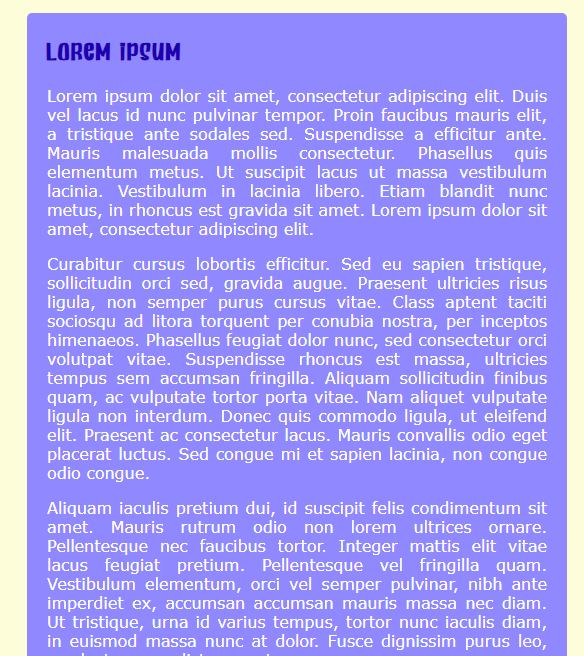 Lorem ipsum
Lorem ipsum dolor sit amet, consectetur adipiscing elit. Duis
vel lacus id nunc pulvinar tempor. Proin faucibus mauris elit,
a tristique ante sodales sed. Suspendisse a efficitur ante.
Mauris malesuada mollis consectetur. Phasellus quis
elementum metus. Ut suscipit lacus ut massa vestibulum
lacinia. Vestibulum in lacinia libero. Etiam blandit nunc
metus, in rhoncus est gravida sit amet. Lorem ipsum dolor sit
amet, consectetur adipiscing elit.
Curabitur cursus lobortis efficitur. Sed eu sapien tristique,
sollicitudin orci sed, gravida augue. Praesent ultricies risus
ligula, non semper purus cursus vitae. Class aptent taciti
sociosqu ad litora torquent per conubia nostra, per inceptos
himenaeos. Phasellus feugiat dolor nunc, sed consectetur orci
volutpat vitae. Suspendisse rhoncus est massa, ultricies
tempus sem accumsan fringilla. Aliquam sollicitudin finibus
quam, ac vulputate tortor porta vitae. Nam aliquet vulputate
ligula non interdum. Donec quis commodo ligula, ut eleifend
elit. Praesent ac consectetur lacus. Mauris convallis odio eget
placerat luctus. Sed congue mi et sapien lacinia, non congue
odio congue.
Aliquam iaculis pretium dui, id suscipit felis condimentum sit
amet. Mauris rutrum odio non lorem ultrices ornare.
Pellentesque nec faucibus tortor. Integer mattis elit vitae
lacus feugiat pretium. Pellentesque vel fringilla quam.
Vestibulum elementum, orci vel semper pulvinar, nibh ante
imperdiet ex, accumsan accumsan mauris massa nec diam.
Ut tristique, urna id varius tempus, tortor nunc iaculis diam,
in euismod massa nunc at dolor. Fusce dignissim purus leo,